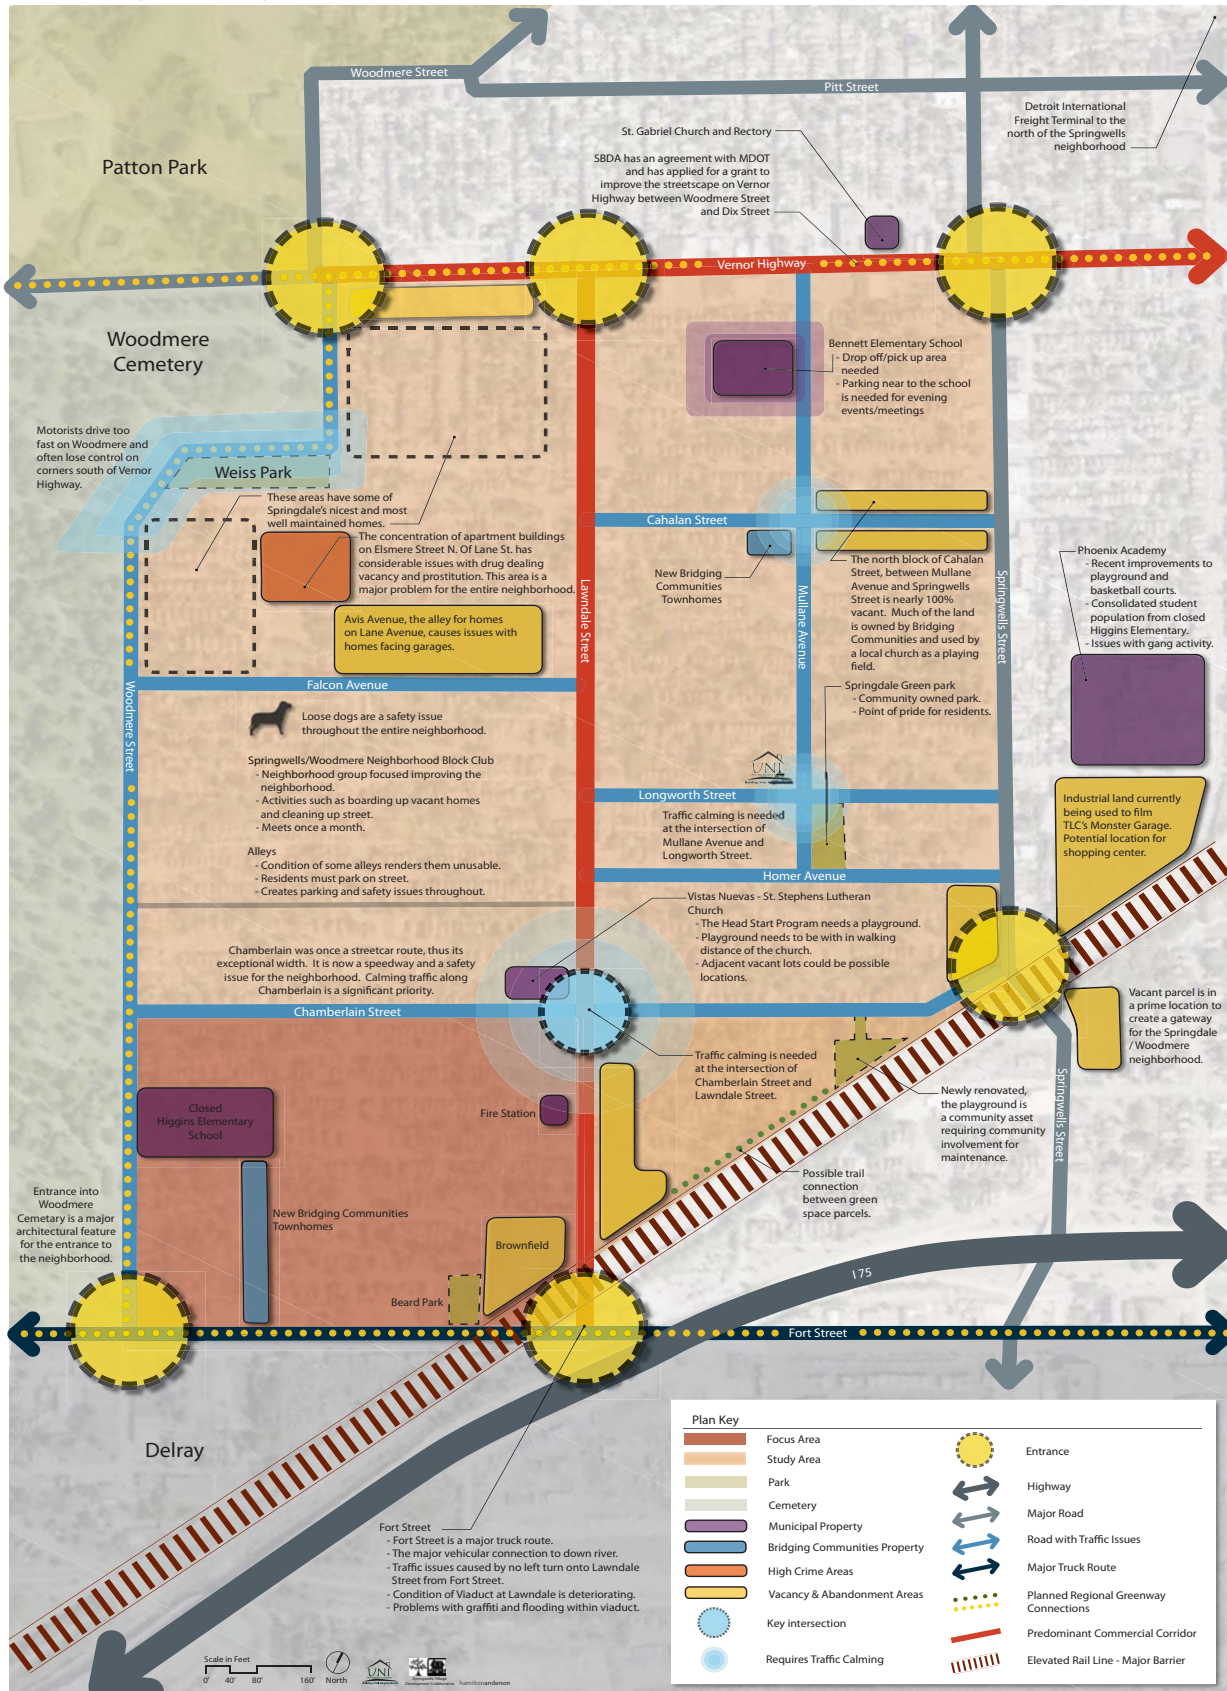 Woodmere Street
Pitt Street
Detroit International
Freight Terminal to the
north of the Springwells
neighborhood
Patton Park
St. Gabriel Church and Rectory
SBDA has an agreement with MDOT
and has applied for a grant to
improve the streetscape on Vernor
Highway between Woodmere Street
and Dix Street
Vernor Highway
Woodmere
Cemetery
Bennett Elementary School
- Drop off/pick up area
needed
- Parking near to the school
is needed for evening
events/meetings
Motorists drive too
fast on Woodmere and
often lose control on
corners south of Vernor
Highway.
Weiss Park
These areas have some of
Springdale's nicest and most
well maintained homes.
The concentration of apartment buildings
on Elsmere Street N. Of Lane St. has
considerable issues with drug dealing
vacancy and prostitution. This area is a
major problem for the entire neighborhood.
Cahalan Street
New Bridging
Communities
Townhomes
The north block of Cahalan
Street, between Mullane
Avenue and Springwells
Street is nearly 100%
vacant. Much of the land
is owned by Bridging
Communities and used by
a local church as a playing
field.
Phoenix Academy
- Recent improvements to
playground and
basketball courts.
- Consolidated student
population from closed
Higgins Elementary.
- Issues with gang activity.
Lawndale Street
Mullane Avenue
Springwells Street
Avis Avenue, the alley for homes
on Lane Avenue, causes issues with
homes facing garages.
Falcon Avenue
Woodmere Street
Springdale Green park
- Community owned park.
- Point of pride for residents.
Loose dogs are a safety issue
throughout the entire neighborhood.
Springwells/Woodmere Neighborhood Block Club
- Neighborhood group focused improving the
neighborhood.
- Activities such as boarding up vacant homes
and cleaning up street.
- Meets once a month.
Alleys
- Condition of some alleys renders them unusable.
- Residents must park on street.
- Creates parking and safety issues throughout.
UNI
Longworth Street
Traffic calming is needed
at the intersection of
Mullane Avenue and
Longworth Street.
Industrial land currently
being used to film
TLC's Monster Garage.
Potential location for
shopping center.
Homer Avenue
Vistas Nuevas - St. Stephens Lutheran
Church
- The Head Start Program needs a playground.
- Playground needs to be with in walking
distance of the church.
- Adjacent vacant lots could be possible
locations.
Chamberlain was once a streetcar route, thus its
exceptional width. It is now a speedway and a safety
issue for the neighborhood. Calming traffic along
Chamberlain is a significant priority.
Chamberlain Street
Vacant parcel is in
a prime location to
create a gateway
for the Springdale
/ Woodmere
neighborhood.
Traffic calming is needed
at the intersection of
Chamberlain Street and
Lawndale Street.
Springwells Street
Newly renovated,
the playground is
a community asset
requiring community
involvement for
maintenance.
Closed
Higgins Elementary
School
Fire Station
Possible trail
connection
between green
space parcels.
Entrance into
Woodmere
Cemetary is a major
architectural feature
for the entrance to
the neighborhood.
New Bridging Communities
Townhomes
Brownfield
Beard Park
I 75
Fort Street
Delray
Fort Street
- Fort Street is a major truck route.
- The major vehicular connection to down river.
- Traffic issues caused by no left turn onto Lawndale
Street from Fort Street.
- Condition of Viaduct at Lawndale is deteriorating.
- Problems with graffiti and flooding within viaduct.
Plan Key
Focus Area
Study Area
Park
Cemetery
Municipal Property
Bridging Communities Property
High Crime Areas
Vacancy & Abandonment Areas
Key intersection
Requires Traffic Calming
Entrance
Highway
Major Road
Road with Traffic Issues
Major Truck Route
Planned Regional Greenway
Connections
Predominant Commercial Corridor
Elevated Rail Line - Major Barrier
Scale in Feet
0' 40' 80' 160'
North
UNI
Springwells Village
Development Collaborative
hamiltonanderson